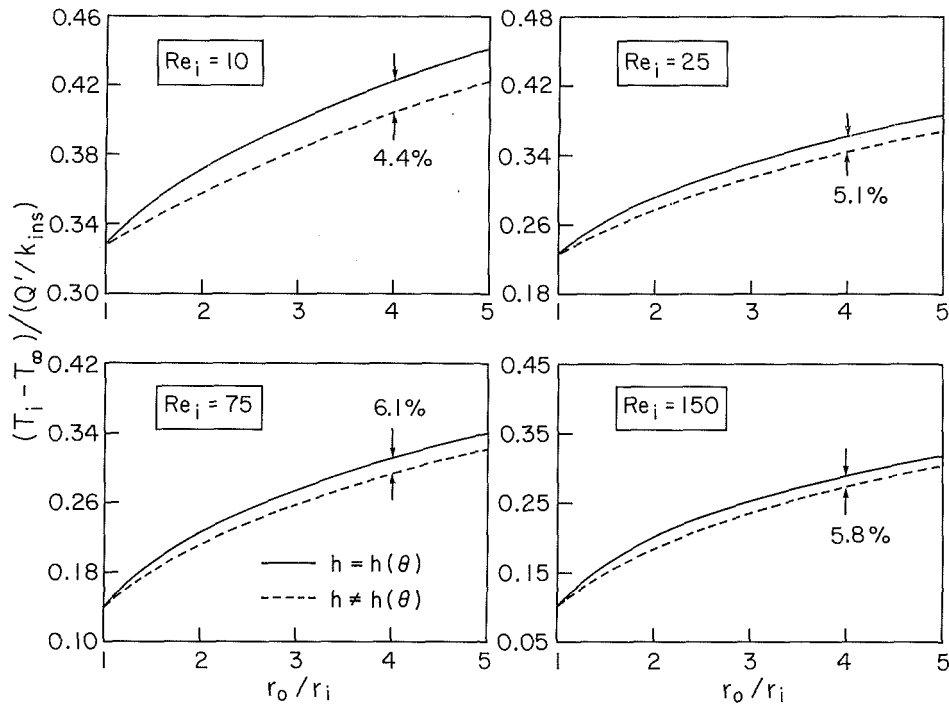 (T_i − T_∞)/(Q′/k_ins)
0.46
0.42
0.38
0.34
0.30
Re_i = 10
4.4%
1 2 3 4 5
0.48
0.42
0.34
0.26
0.18
Re_i = 25
5.1%
1 2 3 4 5
0.42
0.34
0.26
0.18
0.10
Re_i = 75
6.1%
h = h(θ)
h ≠ h(θ)
1 2 3 4 5
r_o/r_i
0.45
0.35
0.25
0.15
0.05
Re_i = 150
5.8%
1 2 3 4 5
r_o/r_i